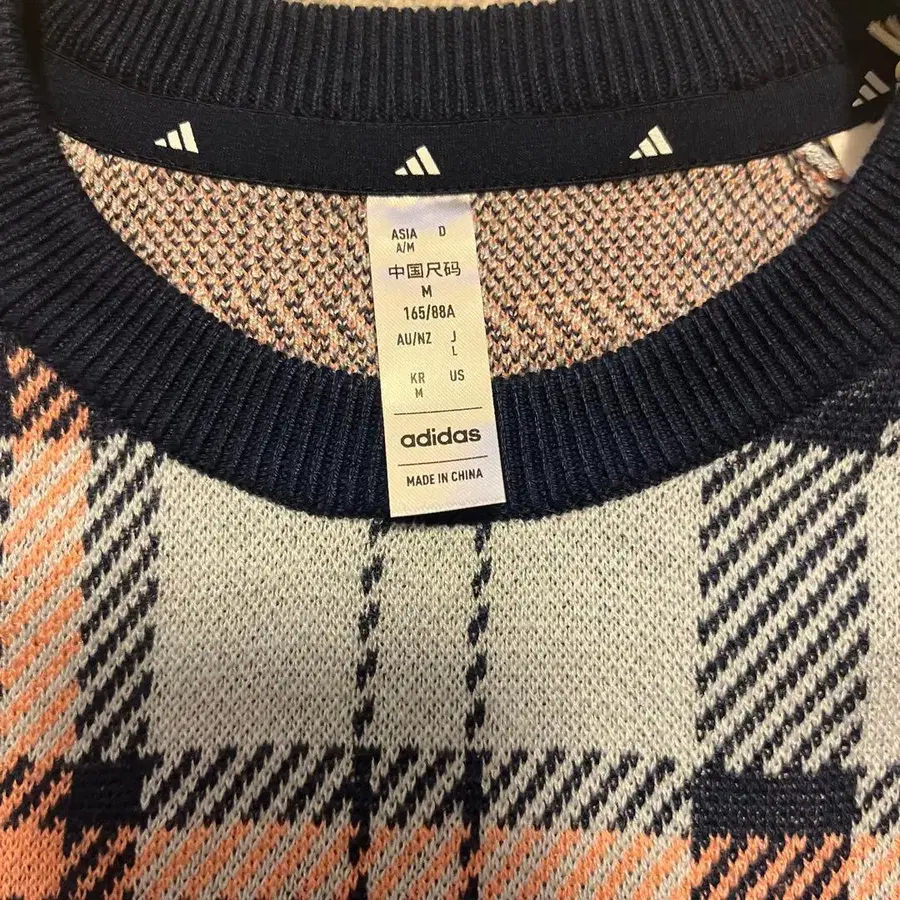 ASIA D
A/M
中国尺码
M
165/88A
AU/NZ J
L
KR US
M
adidas
MADE IN CHINA